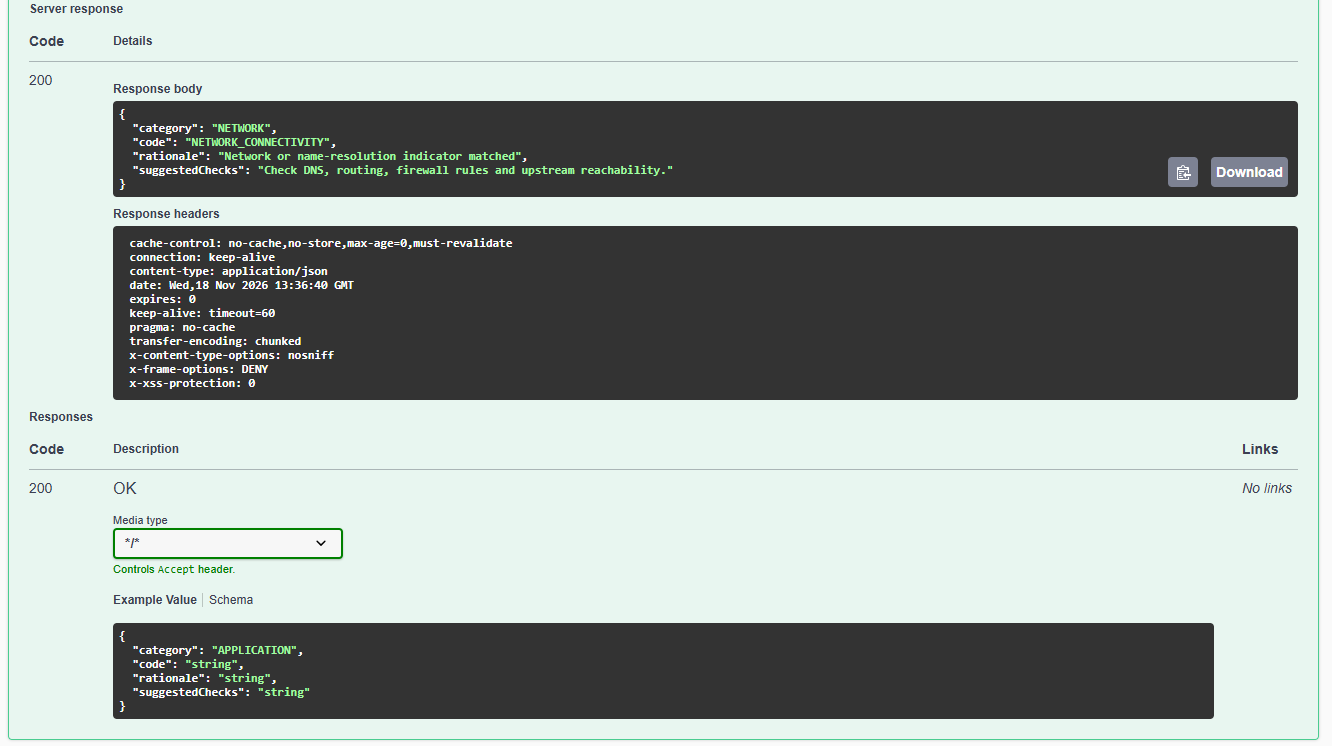 Server response
Code Details
200
Response body
{
  "category": "NETWORK",
  "code": "NETWORK_CONNECTIVITY",
  "rationale": "Network or name-resolution indicator matched",
  "suggestedChecks": "Check DNS, routing, firewall rules and upstream reachability."
}
Download
Response headers
cache-control: no-cache,no-store,max-age=0,must-revalidate
connection: keep-alive
content-type: application/json
date: Wed,18 Nov 2026 13:36:40 GMT
expires: 0
keep-alive: timeout=60
pragma: no-cache
transfer-encoding: chunked
x-content-type-options: nosniff
x-frame-options: DENY
x-xss-protection: 0
Responses
Code Description Links
200 OK No links
Media type
*/*
Controls Accept header.
Example Value Schema
{
  "category": "APPLICATION",
  "code": "string",
  "rationale": "string",
  "suggestedChecks": "string"
}